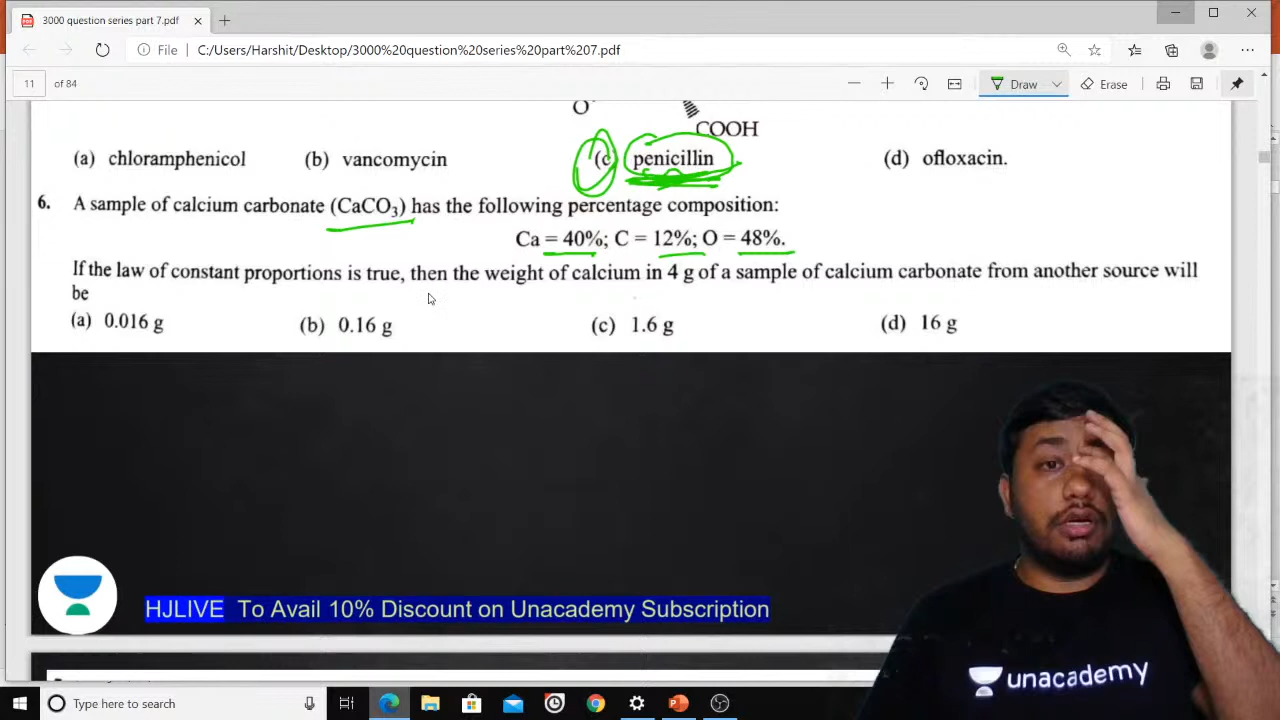 3000 question series part 7.pdf
File C:/Users/Harshit/Desktop/3000%20question%20series%20part%207.pdf
11 of 84 Draw Erase
O
COOH
(a) chloramphenicol (b) vancomycin (c) penicillin (d) ofloxacin.
6. A sample of calcium carbonate (CaCO₃) has the following percentage composition:
Ca = 40%; C = 12%; O = 48%.
If the law of constant proportions is true, then the weight of calcium in 4 g of a sample of calcium carbonate from another source will
be
(a) 0.016 g (b) 0.16 g (c) 1.6 g (d) 16 g
unacademy
HJLIVE To Avail 10% Discount on Unacademy Subscription
Type here to search